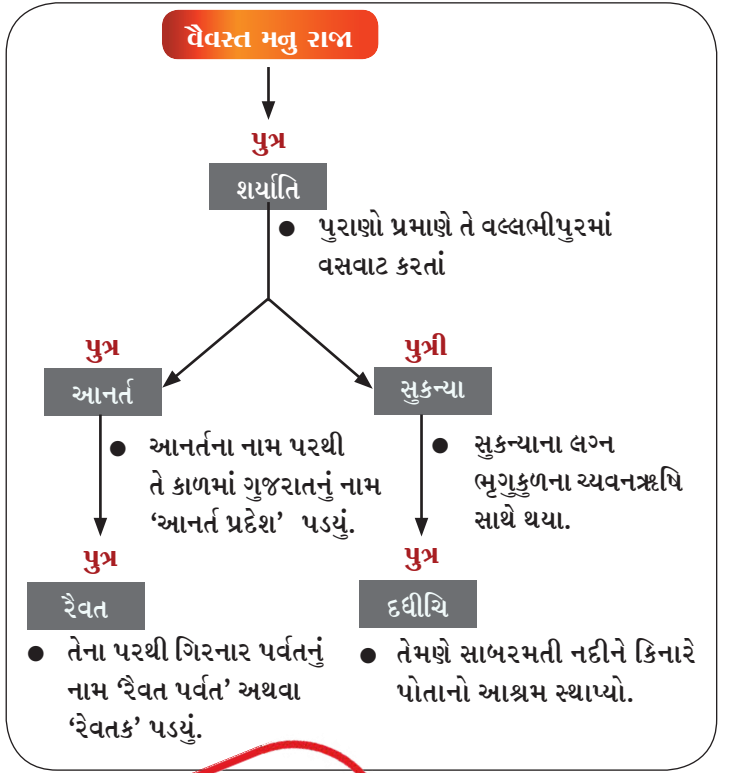 વૈવસ્ત મનુ રાજા
પુત્ર
શર્યાતિ
● પુરાણો પ્રમાણે તે વલ્લભીપુરમાં
વસવાટ કરતાં
પુત્ર
આનર્ત
● આનર્તના નામ પરથી
તે કાળમાં ગુજરાતનું નામ
‘આનર્ત પ્રદેશ’ પડયું.
પુત્ર
રૈવત
● તેના પરથી ગિરનાર પર્વતનું
નામ ‘રૈવત પર્વત’ અથવા
‘રેવતક’ પડયું.
પુત્રી
સુકન્યા
● સુકન્યાના લગ્ન
ભૃગુકુળના ચ્યવનઋષિ
સાથે થયા.
પુત્ર
દધીચિ
● તેમણે સાબરમતી નદીને કિનારે
પોતાનો આશ્રમ સ્થાપ્યો.